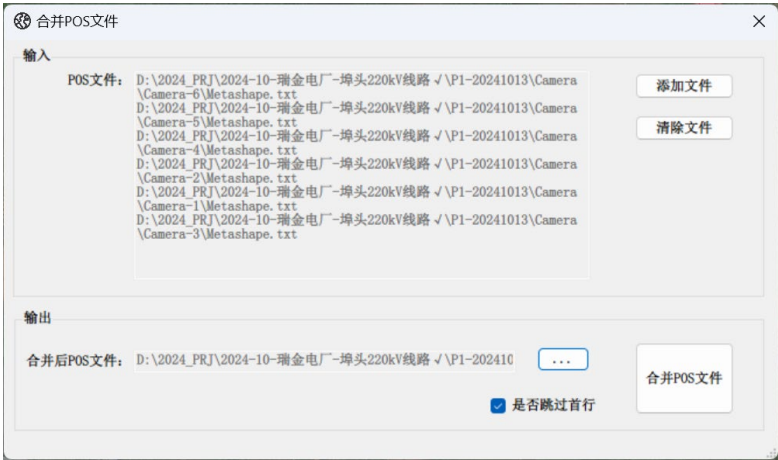 合并POS文件
输入
POS文件：
D:\2024_PRJ\2024-10-瑞金电厂-埠头220kV线路√\P1-20241013\Camera
\Camera-6\Metashape.txt
D:\2024_PRJ\2024-10-瑞金电厂-埠头220kV线路√\P1-20241013\Camera
\Camera-5\Metashape.txt
D:\2024_PRJ\2024-10-瑞金电厂-埠头220kV线路√\P1-20241013\Camera
\Camera-4\Metashape.txt
D:\2024_PRJ\2024-10-瑞金电厂-埠头220kV线路√\P1-20241013\Camera
\Camera-2\Metashape.txt
D:\2024_PRJ\2024-10-瑞金电厂-埠头220kV线路√\P1-20241013\Camera
\Camera-1\Metashape.txt
D:\2024_PRJ\2024-10-瑞金电厂-埠头220kV线路√\P1-20241013\Camera
\Camera-3\Metashape.txt
添加文件
清除文件
输出
合并后POS文件：
D:\2024_PRJ\2024-10-瑞金电厂-埠头220kV线路√\P1-202410
...
合并POS文件
是否跳过首行